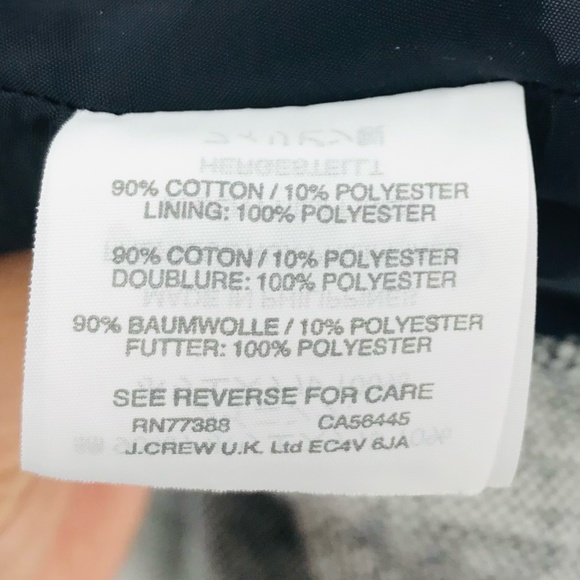 90% COTTON / 10% POLYESTER
LINING: 100% POLYESTER
90% COTON / 10% POLYESTER
DOUBLURE: 100% POLYESTER
90% BAUMWOLLE / 10% POLYESTER
FUTTER: 100% POLYESTER
SEE REVERSE FOR CARE
RN77388 CA56445
J.CREW U.K. Ltd EC4V 6JA